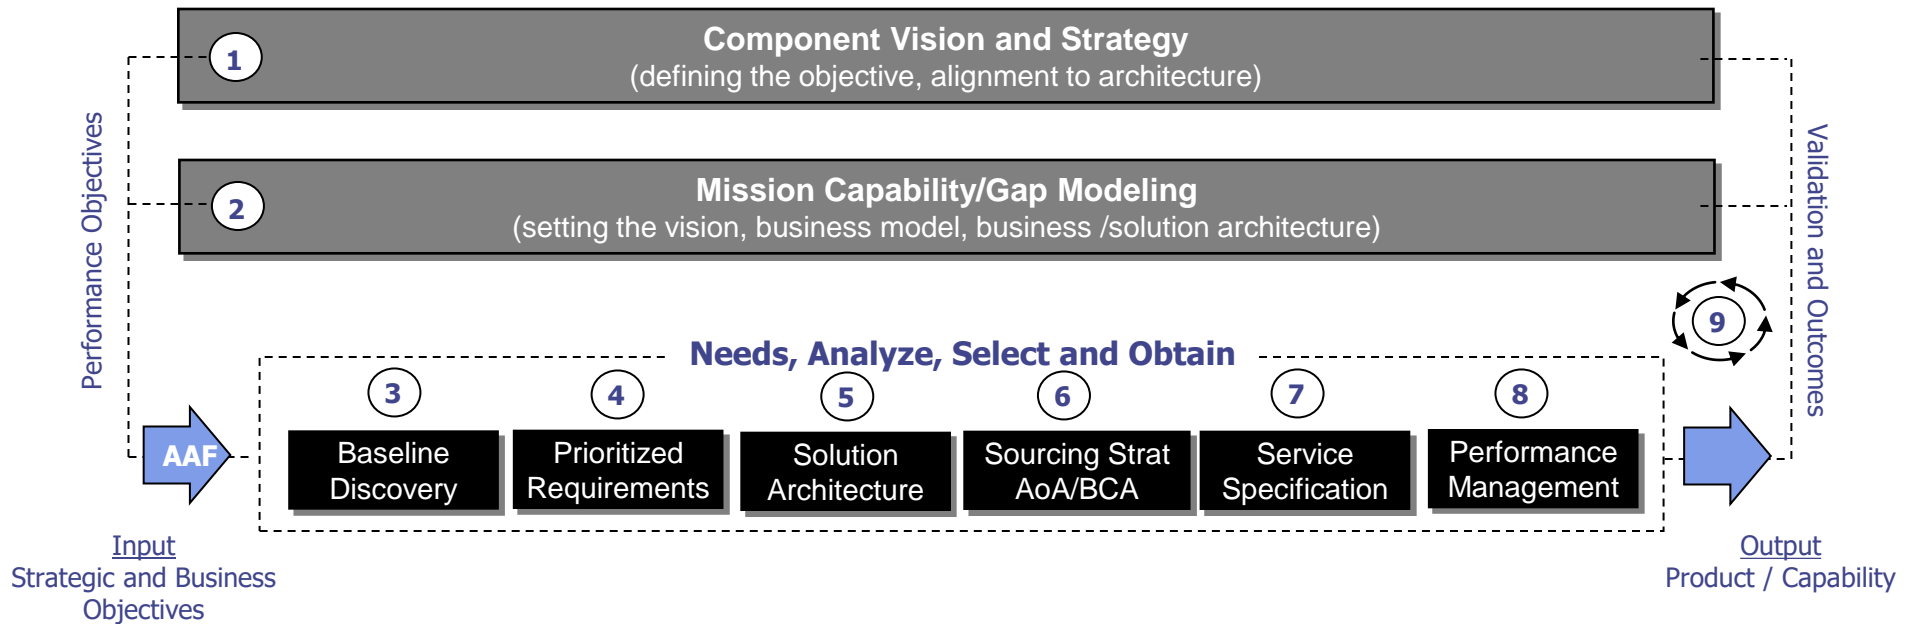 1
Component Vision and Strategy
(defining the objective, alignment to architecture)
2
Mission Capability/Gap Modeling
(setting the vision, business model, business /solution architecture)
Performance Objectives
Validation and Outcomes
9
Needs, Analyze, Select and Obtain
3
4
5
6
7
8
AAF
Baseline
Discovery
Prioritized
Requirements
Solution
Architecture
Sourcing Strat
AoA/BCA
Service
Specification
Performance
Management
Input
Strategic and Business
Objectives
Output
Product / Capability